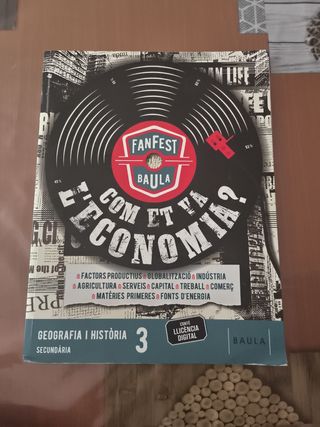 FANFEST
BAULA
COM ET VA
L'ECONOMIA?
FACTORS PRODUCTIUS GLOBALITZACIÓ INDÚSTRIA
AGRICULTURA SERVEIS CAPITAL TREBALL COMERÇ
MATÈRIES PRIMERES FONTS D'ENERGIA
GEOGRAFIA I HISTÒRIA
SECUNDÀRIA
3
LLICÈNCIA
DIGITAL
BAULA